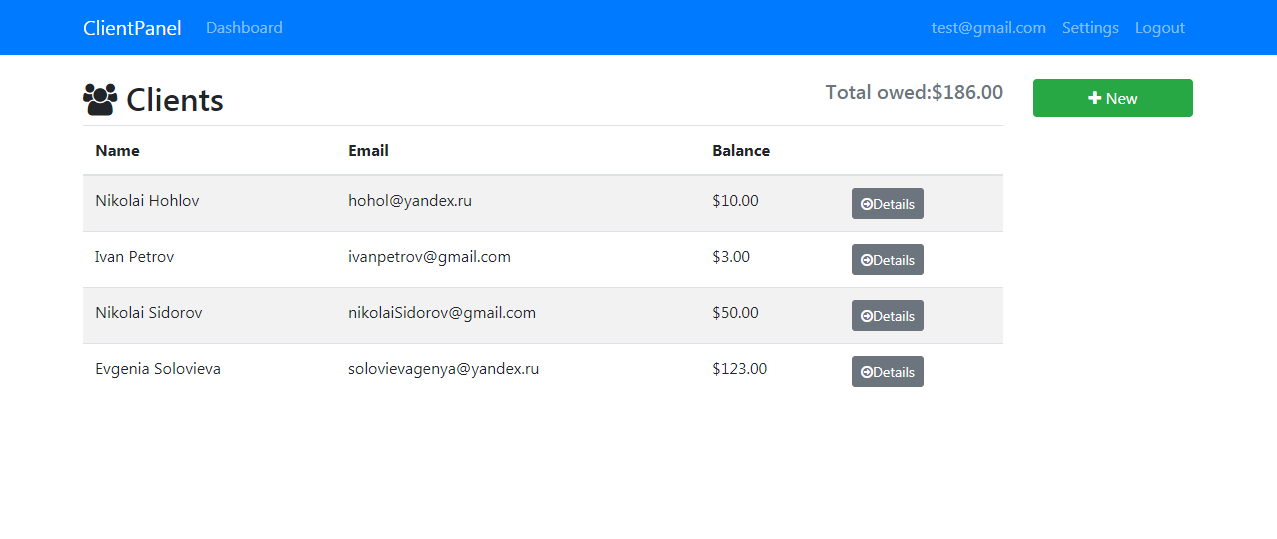 ClientPanel Dashboard test@gmail.com Settings Logout
Clients Total owed:$186.00 New
Name Email Balance
Nikolai Hohlov hohol@yandex.ru $10.00 Details
Ivan Petrov ivanpetrov@gmail.com $3.00 Details
Nikolai Sidorov nikolaiSidorov@gmail.com $50.00 Details
Evgenia Solovieva solovievagenya@yandex.ru $123.00 Details